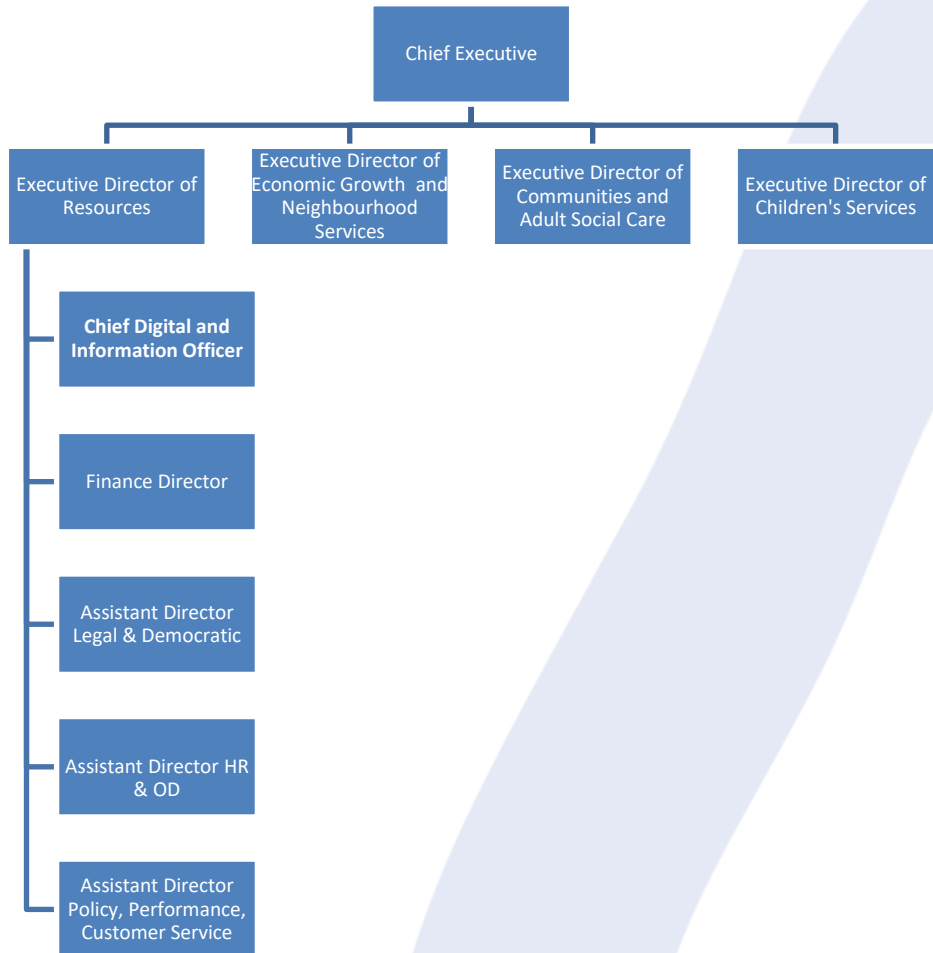 Chief Executive
Executive Director of
Resources
Executive Director of
Economic Growth and
Neighbourhood
Services
Executive Director of
Communities and
Adult Social Care
Executive Director of
Children's Services
Chief Digital and
Information Officer
Finance Director
Assistant Director
Legal & Democratic
Assistant Director HR
& OD
Assistant Director
Policy, Performance,
Customer Service